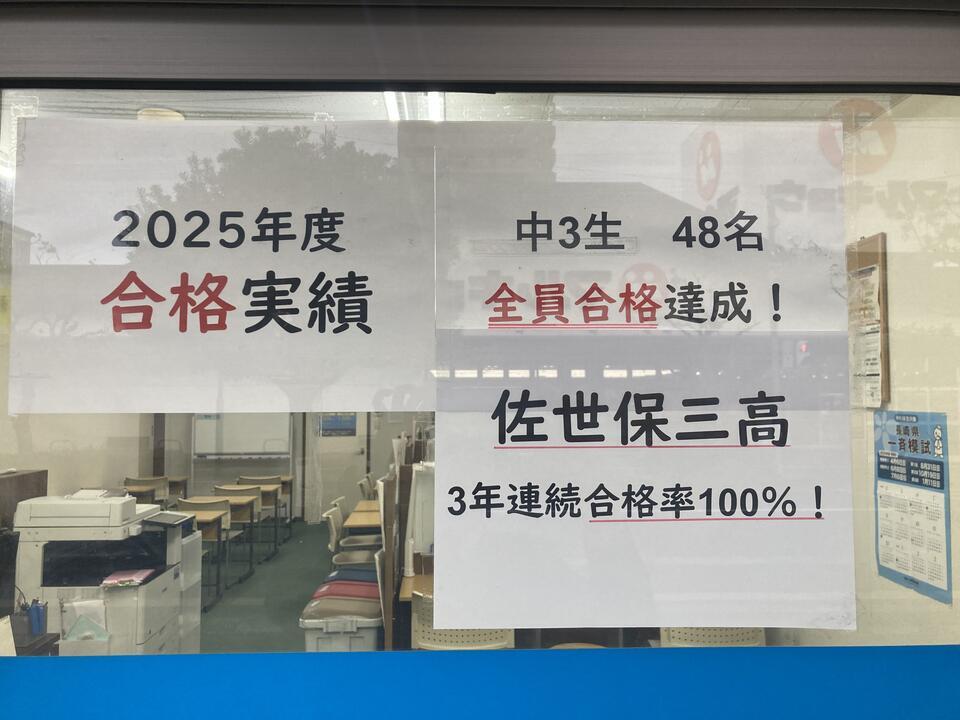 2025年度
合格実績
中3生 48名
全員合格達成！
佐世保三高
3年連続合格率100%！
長崎県
一斉模試